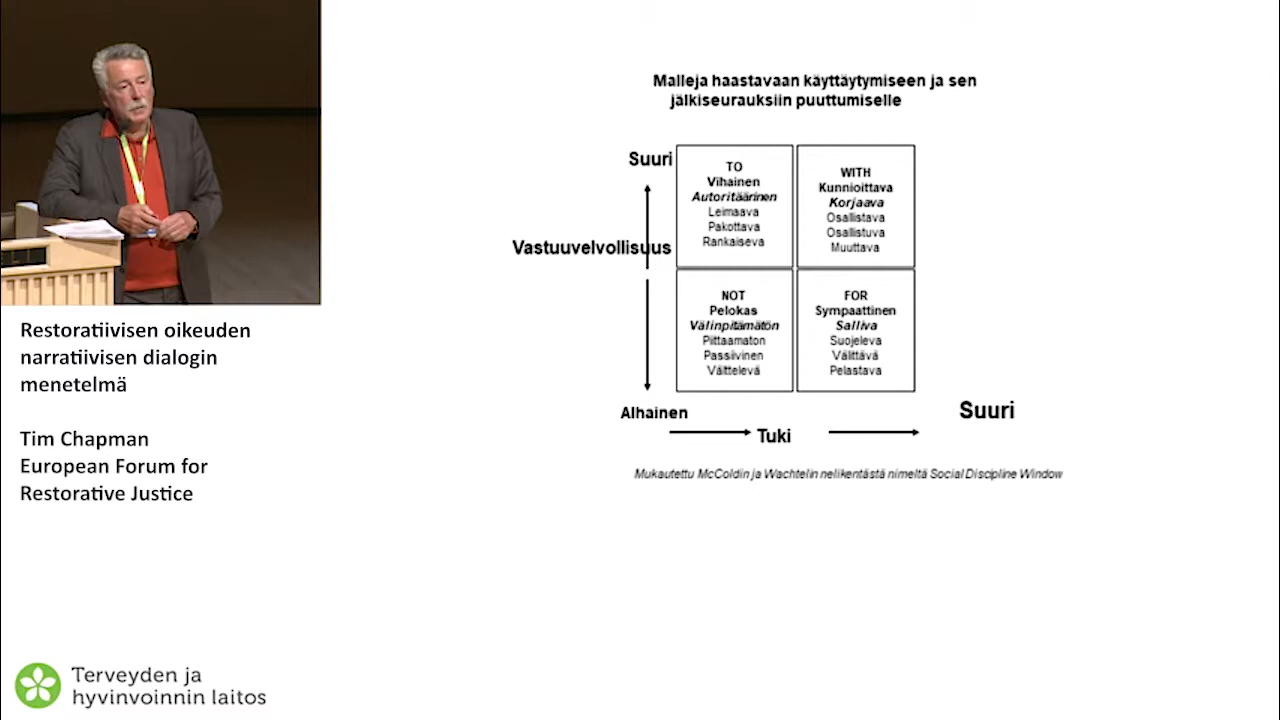 Restoratiivisen oikeuden
narratiivisen dialogin
menetelmä
Tim Chapman
European Forum for
Restorative Justice
Terveyden ja
hyvinvoinnin laitos
Malleja haastavaan käyttäytymiseen ja sen
jälkiseurauksiin puuttumiselle
Suuri
Vastuuvelvollisuus
TO
Vihainen
Autoritäärinen
Leimaava
Pakottava
Rankaiseva
WITH
Kunnioittava
Korjaava
Osallistava
Osallistuva
Muuttava
NOT
Pelokas
Välinpitämätön
Piittaamaton
Passiivinen
Välttelevä
FOR
Sympaattinen
Salliva
Suojeleva
Välittävä
Pelastava
Alhainen
Tuki
Suuri
Mukautettu McColdin ja Wachtelin nelikentästä nimeltä Social Discipline Window